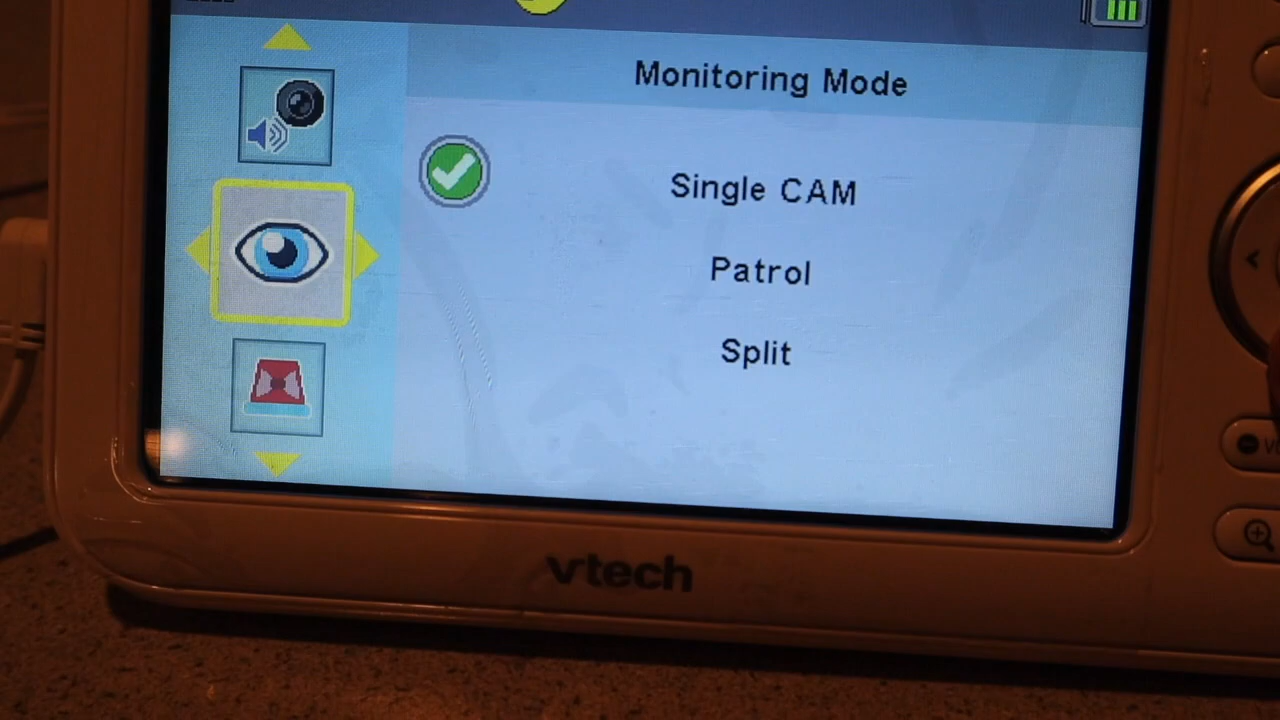 Monitoring Mode
Single CAM
Patrol
Split
vtech